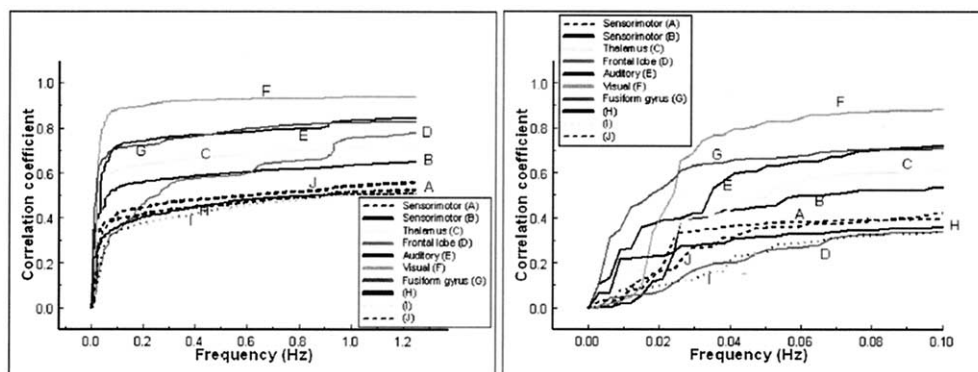 Correlation coefficient
1.0
0.8
0.6
0.4
0.2
0.0
F
G
C
E
D
B
J
A
H
I
Sensorimotor (A)
Sensorimotor (B)
Thalamus (C)
Frontal lobe (D)
Auditory (E)
Visual (F)
Fusiform gyrus (G)
(H)
(I)
(J)
0.0 0.2 0.4 0.6 0.8 1.0 1.2
Frequency (Hz)
Sensorimotor (A)
Sensorimotor (B)
Thalamus (C)
Frontal lobe (D)
Auditory (E)
Visual (F)
Fusiform gyrus (G)
(H)
(I)
(J)
Correlation coefficient
1.0
0.8
0.6
0.4
0.2
0.0
F
G
C
E
B
A
H
J
D
I
0.00 0.02 0.04 0.06 0.08 0.10
Frequency (Hz)